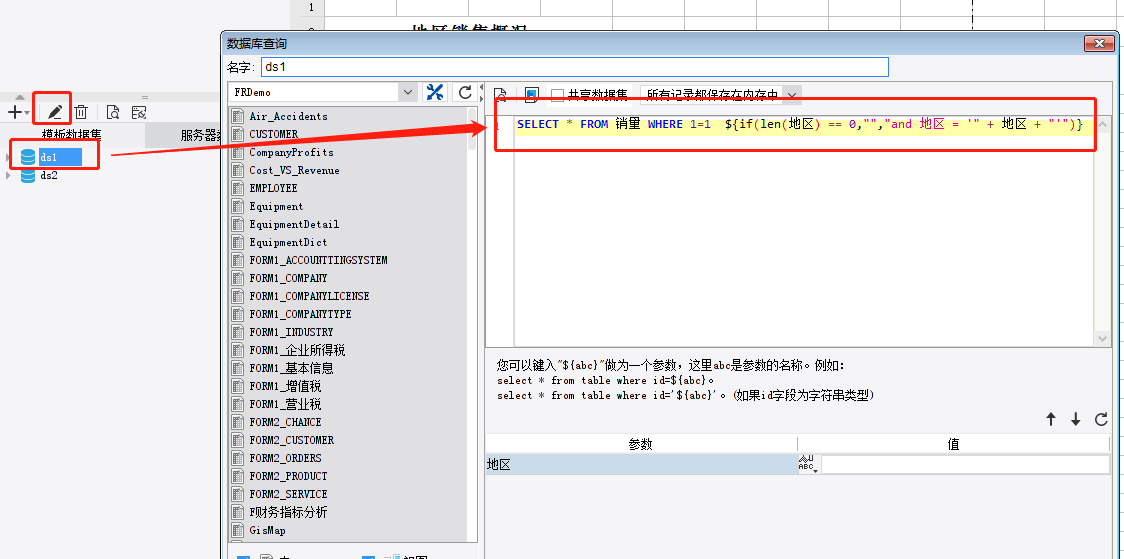 1
地区销售概况
数据库查询
名字:
ds1
模板数据集
服务器
ds1
ds2
FRDemo
Air_Accidents
CUSTOMER
CompanyProfits
Cost_VS_Revenue
EMPLOYEE
Equipment
EquipmentDetail
EquipmentDict
FORM1_ACCOUNTTINGSYSTEM
FORM1_COMPANY
FORM1_COMPANYLICENSE
FORM1_COMPANYTYPE
FORM1_INDUSTRY
FORM1_企业所得税
FORM1_基本信息
FORM1_增值税
FORM1_营业税
FORM2_CHANCE
FORM2_CUSTOMER
FORM2_ORDERS
FORM2_PRODUCT
FORM2_SERVICE
F财务指标分析
GisMap
共享数据集
所有记录都保存在内存中
1 SELECT * FROM 销量 WHERE 1=1 ${if(len(地区) == 0,"","and 地区 = '" + 地区 + "'")}
您可以键入"${abc}"做为一个参数，这里abc是参数的名称。例如:
select * from table where id=${abc}。
select * from table where id='${abc}'。(如果id字段为字符串类型)
参数
值
地区
ABC